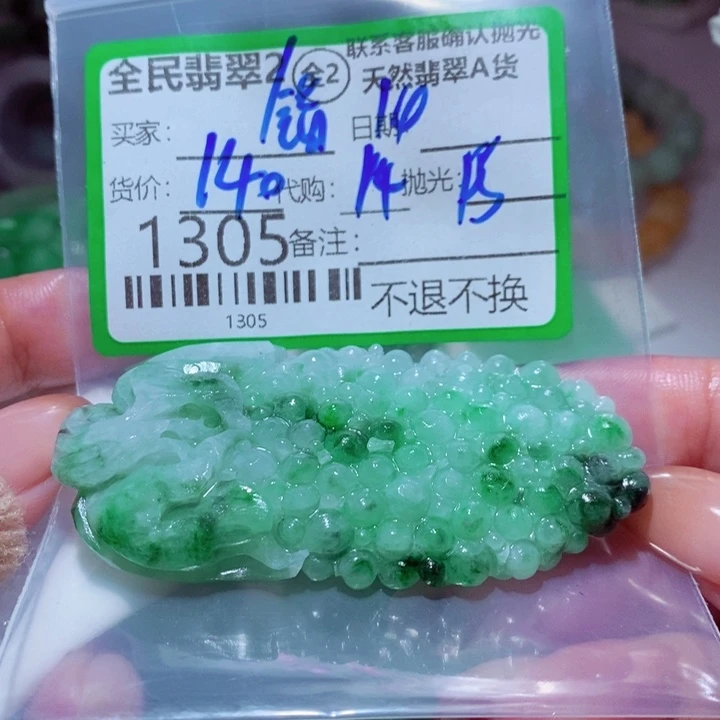 联系客服确认抛光
全民翡翠2 全2 天然翡翠A货
买家: 日期: 10
货价: 140 代购: 14 抛光: 15
1305 备注:
1305 不退不换